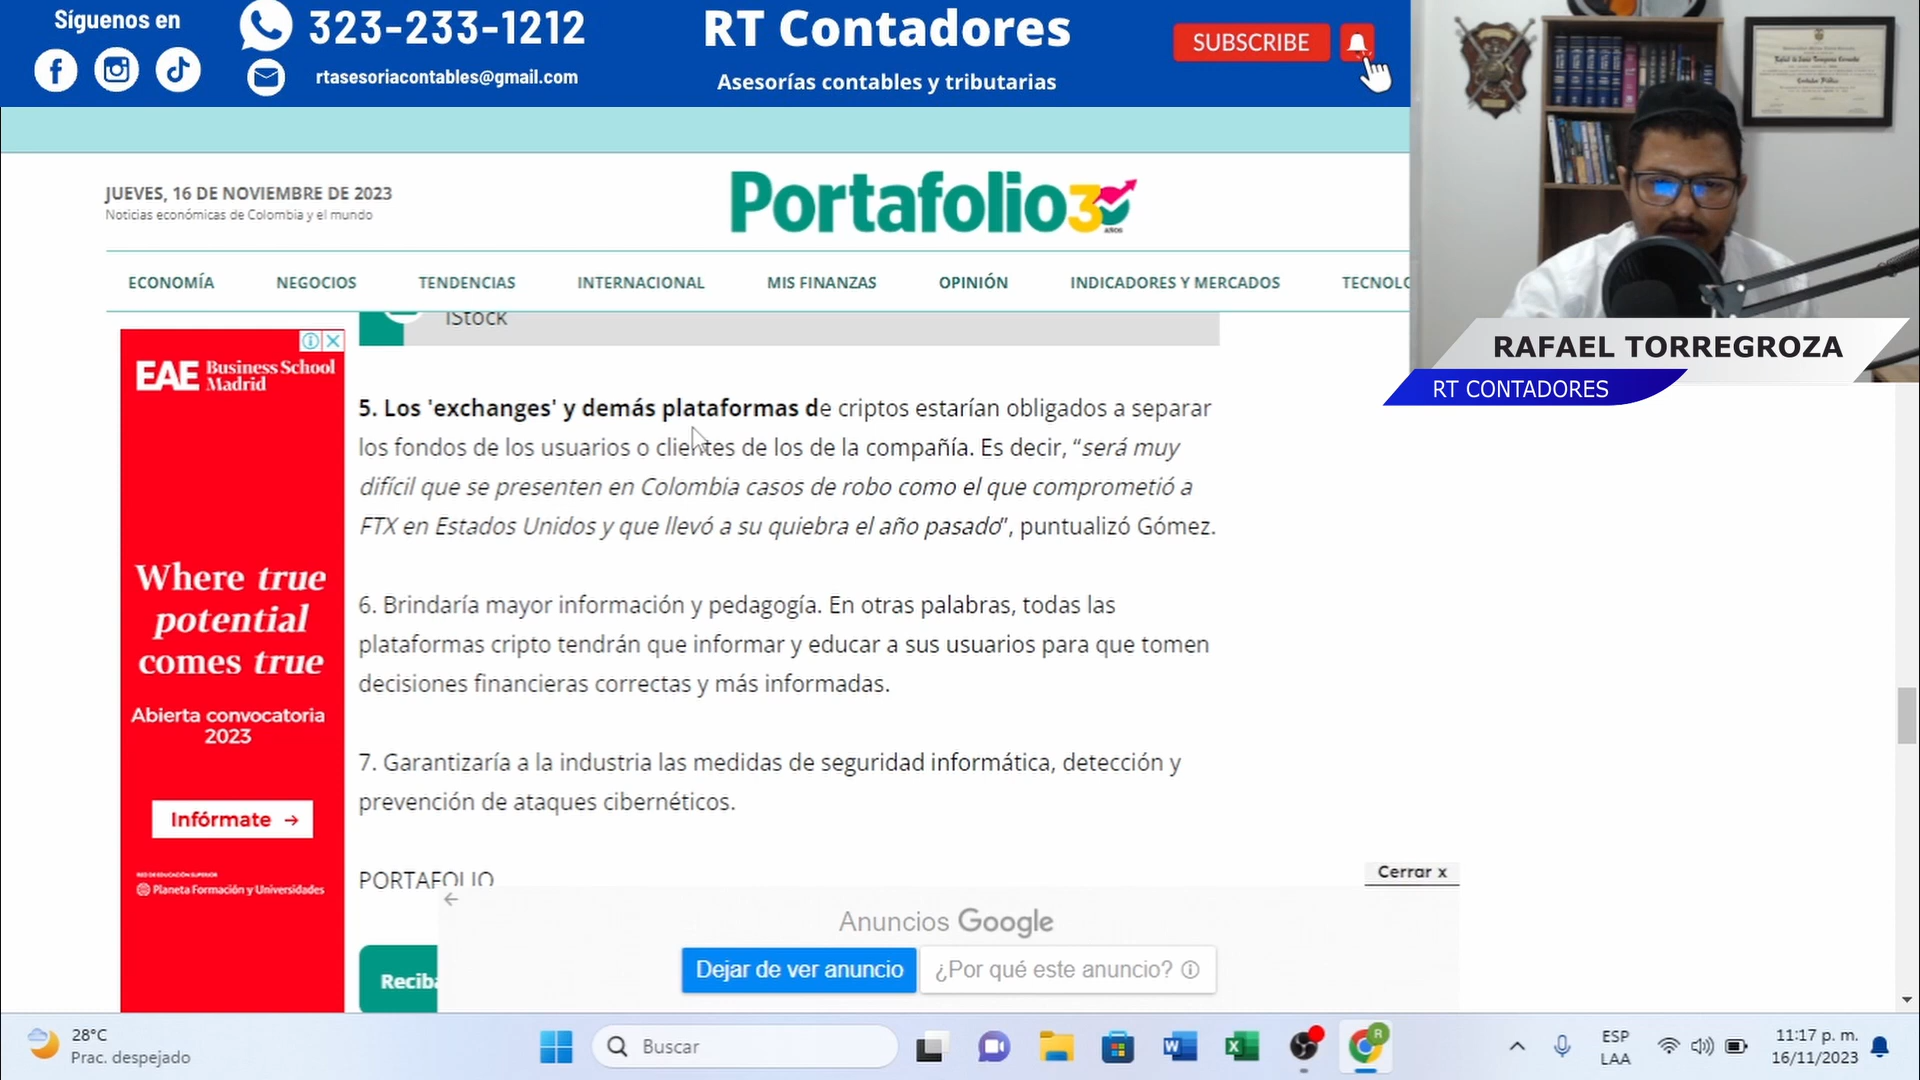 Síguenos en
323-233-1212
rtasesoriacontables@gmail.com
RT Contadores
Asesorías contables y tributarias
SUBSCRIBE
JUEVES, 16 DE NOVIEMBRE DE 2023
Noticias económicas de Colombia y el mundo
Portafolio 30
AÑOS
ECONOMÍA NEGOCIOS TENDENCIAS INTERNACIONAL MIS FINANZAS OPINIÓN INDICADORES Y MERCADOS TECNOLO
RAFAEL TORREGROZA
RT CONTADORES
iStock
EAE Business School
Madrid
Where true
potential
comes true
Abierta convocatoria
2023
Infórmate →
RED DE EDUCACIÓN SUPERIOR
Planeta Formación y Universidades
5. Los 'exchanges' y demás plataformas de criptos estarían obligados a separar
los fondos de los usuarios o clientes de los de la compañía. Es decir, “será muy
difícil que se presenten en Colombia casos de robo como el que comprometió a
FTX en Estados Unidos y que llevó a su quiebra el año pasado”, puntualizó Gómez.
6. Brindaría mayor información y pedagogía. En otras palabras, todas las
plataformas cripto tendrán que informar y educar a sus usuarios para que tomen
decisiones financieras correctas y más informadas.
7. Garantizaría a la industria las medidas de seguridad informática, detección y
prevención de ataques cibernéticos.
PORTAFOLIO
Cerrar x
Anuncios Google
Dejar de ver anuncio
¿Por qué este anuncio?
Reciba
28°C
Prac. despejado
Buscar
R
ESP
LAA
11:17 p. m.
16/11/2023